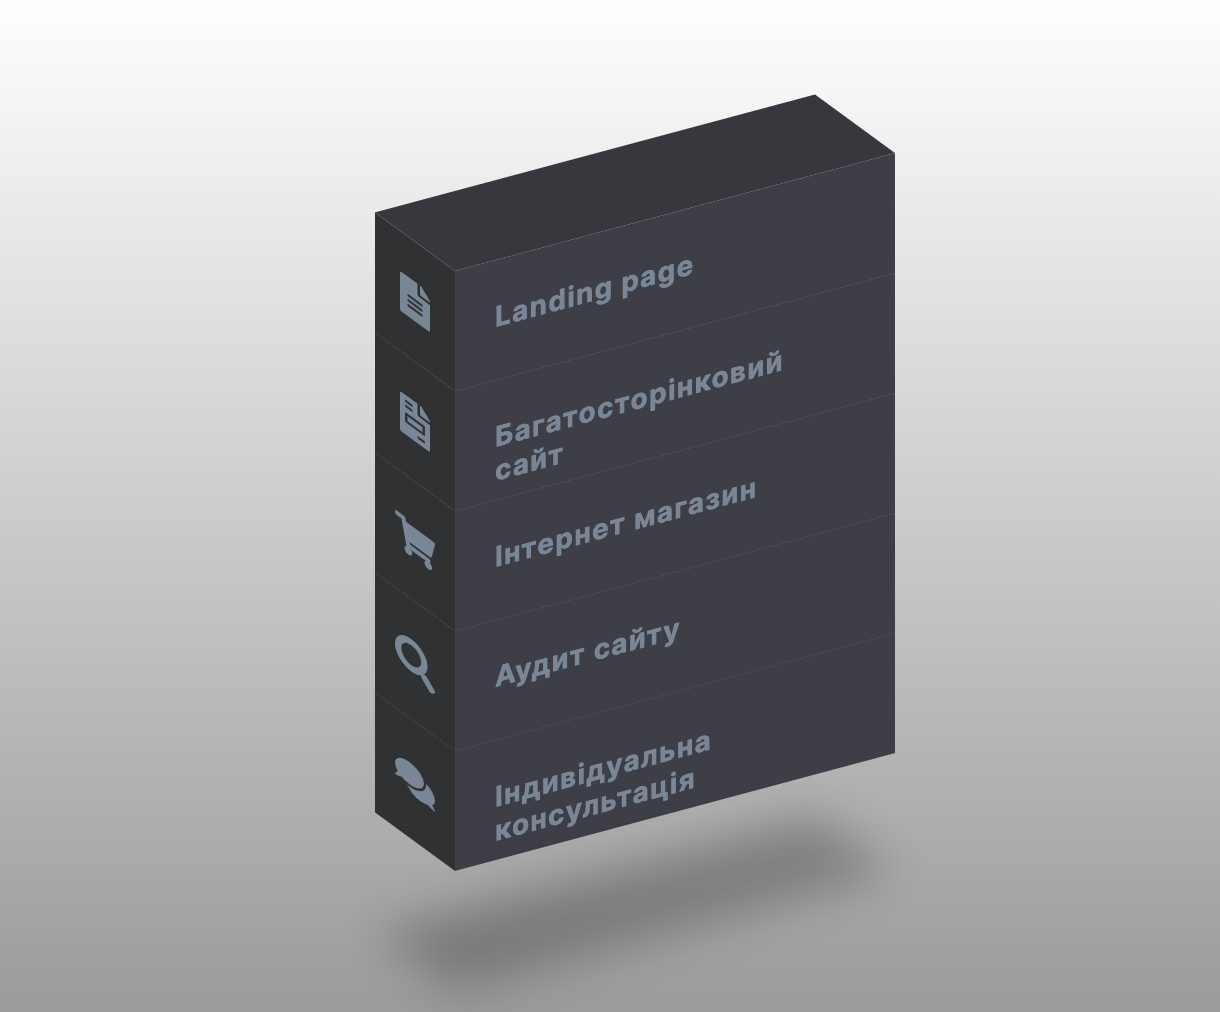 Landing page
Багатосторінковий
сайт
Інтернет магазин
Аудит сайту
Індивідуальна
консультація